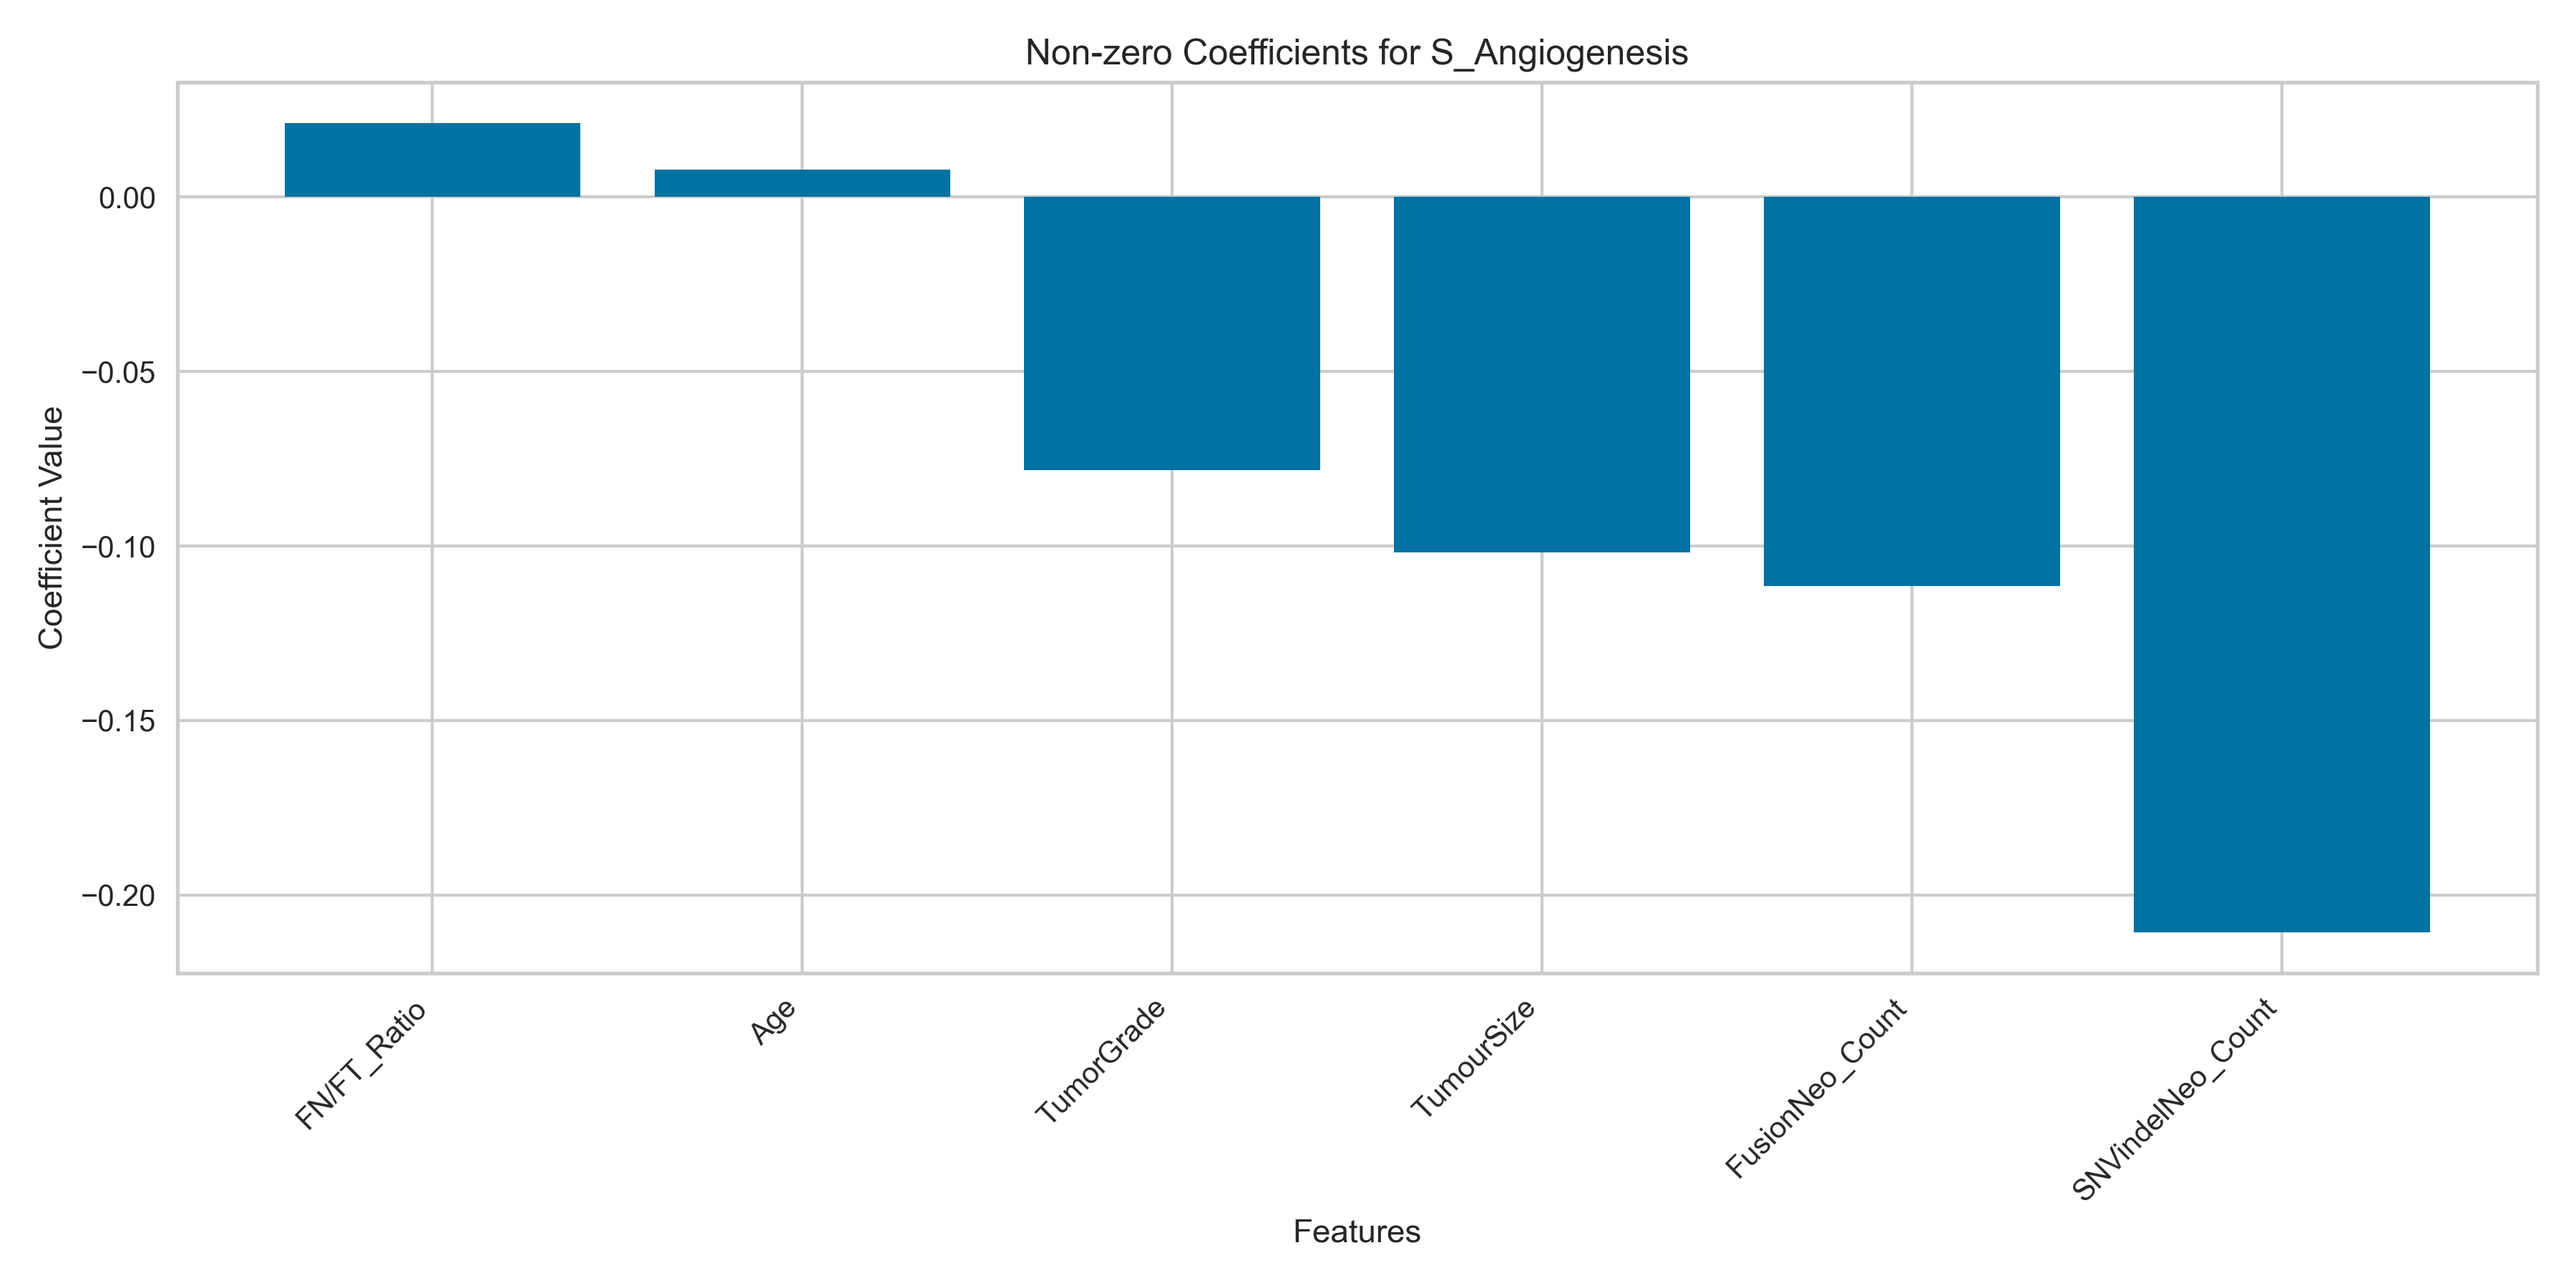 Non-zero Coefficients for S_Angiogenesis
0.00
−0.05
−0.10
−0.15
−0.20
Coefficient Value
FN/FT_Ratio
Age
TumorGrade
TumourSize
FusionNeo_Count
SNVindelNeo_Count
Features